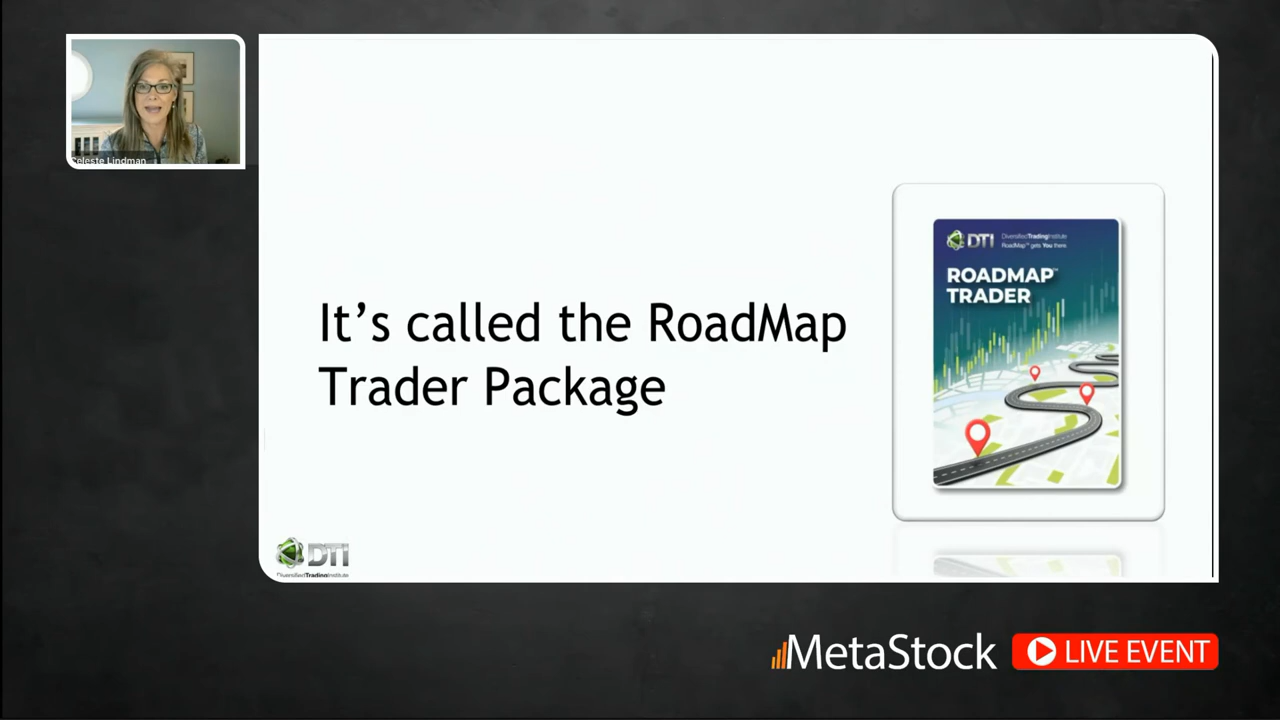 Celeste Lindman
It's called the RoadMap
Trader Package
DTI
DiversifiedTradingInstitute
RoadMap™ gets You there.
ROADMAP™
TRADER
DTI
DiversifiedTradingInstitute
MetaStock
LIVE EVENT